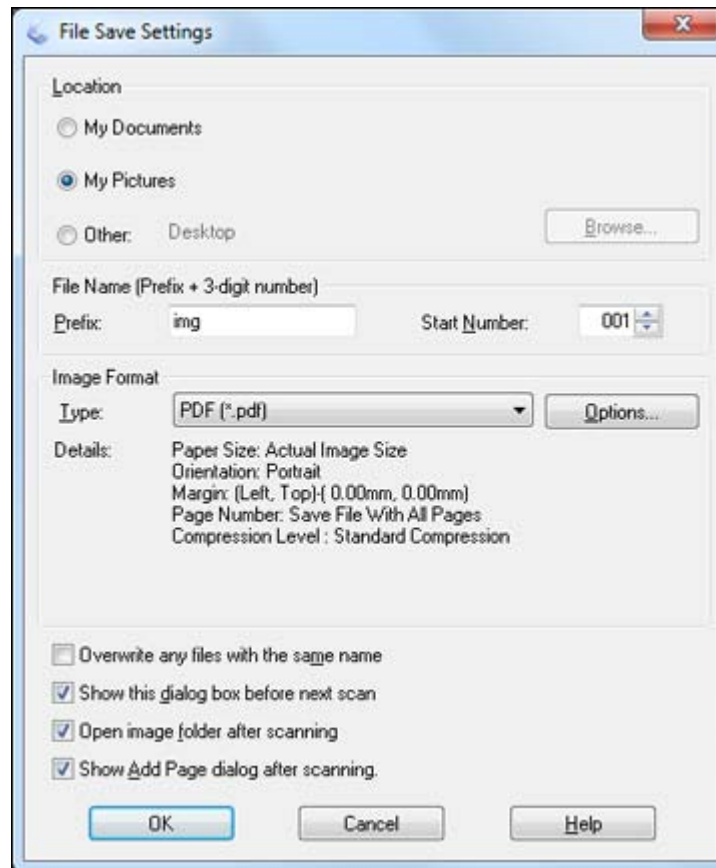 File Save Settings
Location
My Documents
My Pictures
Other: Desktop Browse...
File Name (Prefix + 3-digit number)
Prefix: img Start Number: 001
Image Format
Type: PDF (*.pdf) Options...
Details: Paper Size: Actual Image Size
Orientation: Portrait
Margin: (Left, Top)-( 0.00mm, 0.00mm)
Page Number: Save File With All Pages
Compression Level : Standard Compression
Overwrite any files with the same name
Show this dialog box before next scan
Open image folder after scanning
Show Add Page dialog after scanning.
OK Cancel Help